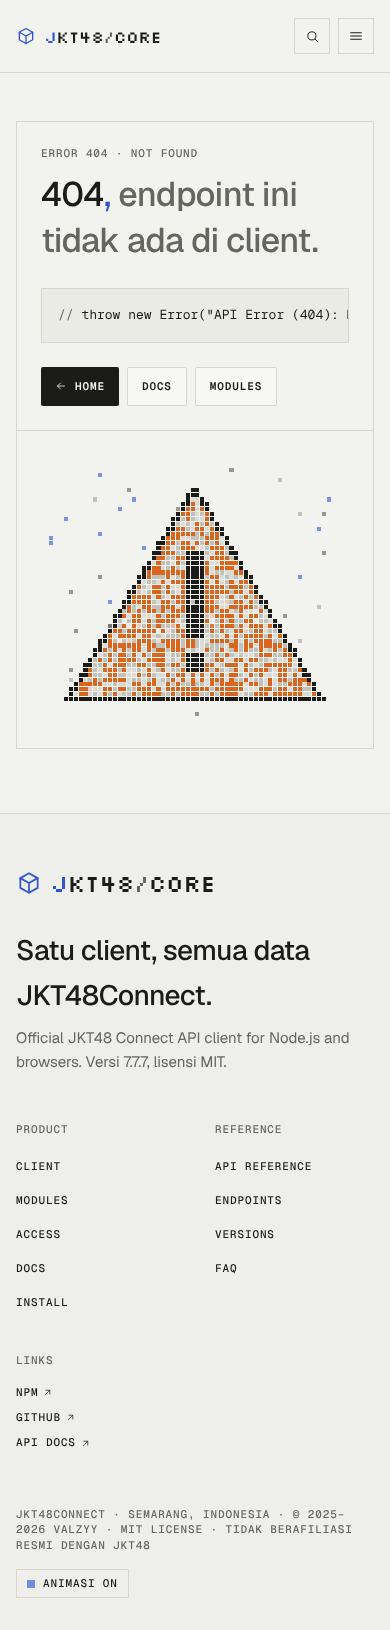 JKT48/CORE
ERROR 404 · NOT FOUND
404, endpoint ini
tidak ada di client.
// throw new Error("API Error (404):
← HOME
DOCS
MODULES
JKT48/CORE
Satu client, semua data
JKT48Connect.
Official JKT48 Connect API client for Node.js and
browsers. Versi 7.7.7, lisensi MIT.
PRODUCT
CLIENT
MODULES
ACCESS
DOCS
INSTALL
REFERENCE
API REFERENCE
ENDPOINTS
VERSIONS
FAQ
LINKS
NPM ↗
GITHUB ↗
API DOCS ↗
JKT48CONNECT · SEMARANG, INDONESIA · © 2025–
2026 VALZYY · MIT LICENSE · TIDAK BERAFILIASI
RESMI DENGAN JKT48
ANIMASI ON